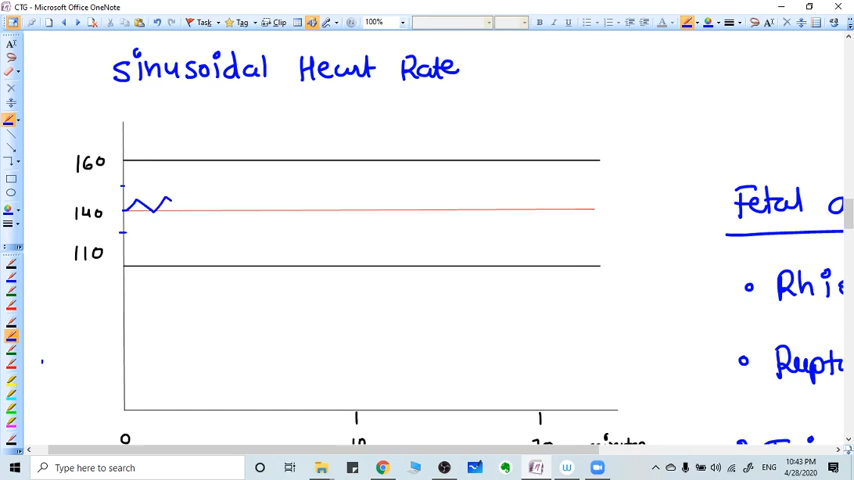 CTG - Microsoft Office OneNote
Task
Tag
Clip
100%
Sinusoidal Heart Rate
160
140
110
Fetal
Rhi
Rupt
0
ENG
10:43 PM
4/28/2020
Type here to search